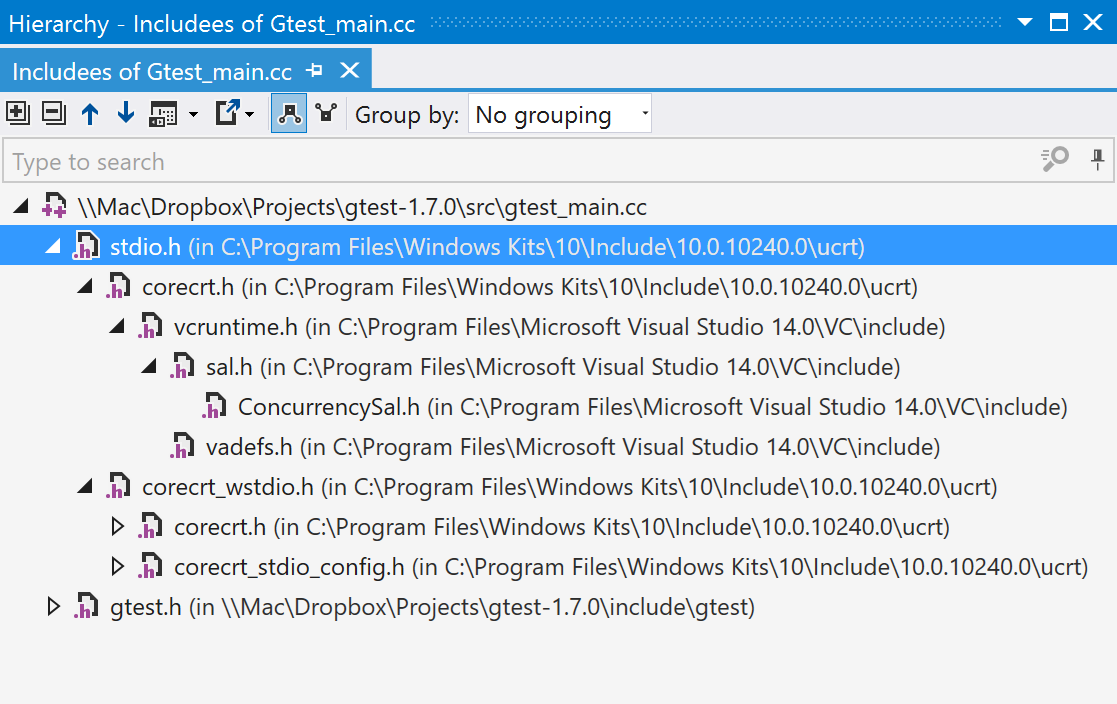 Hierarchy - Includees of Gtest_main.cc
Includees of Gtest_main.cc
Group by: No grouping
Type to search
\\Mac\Dropbox\Projects\gtest-1.7.0\src\gtest_main.cc
stdio.h (in C:\Program Files\Windows Kits\10\Include\10.0.10240.0\ucrt)
corecrt.h (in C:\Program Files\Windows Kits\10\Include\10.0.10240.0\ucrt)
vcruntime.h (in C:\Program Files\Microsoft Visual Studio 14.0\VC\include)
sal.h (in C:\Program Files\Microsoft Visual Studio 14.0\VC\include)
ConcurrencySal.h (in C:\Program Files\Microsoft Visual Studio 14.0\VC\include)
vadefs.h (in C:\Program Files\Microsoft Visual Studio 14.0\VC\include)
corecrt_wstdio.h (in C:\Program Files\Windows Kits\10\Include\10.0.10240.0\ucrt)
corecrt.h (in C:\Program Files\Windows Kits\10\Include\10.0.10240.0\ucrt)
corecrt_stdio_config.h (in C:\Program Files\Windows Kits\10\Include\10.0.10240.0\ucrt)
gtest.h (in \\Mac\Dropbox\Projects\gtest-1.7.0\include\gtest)